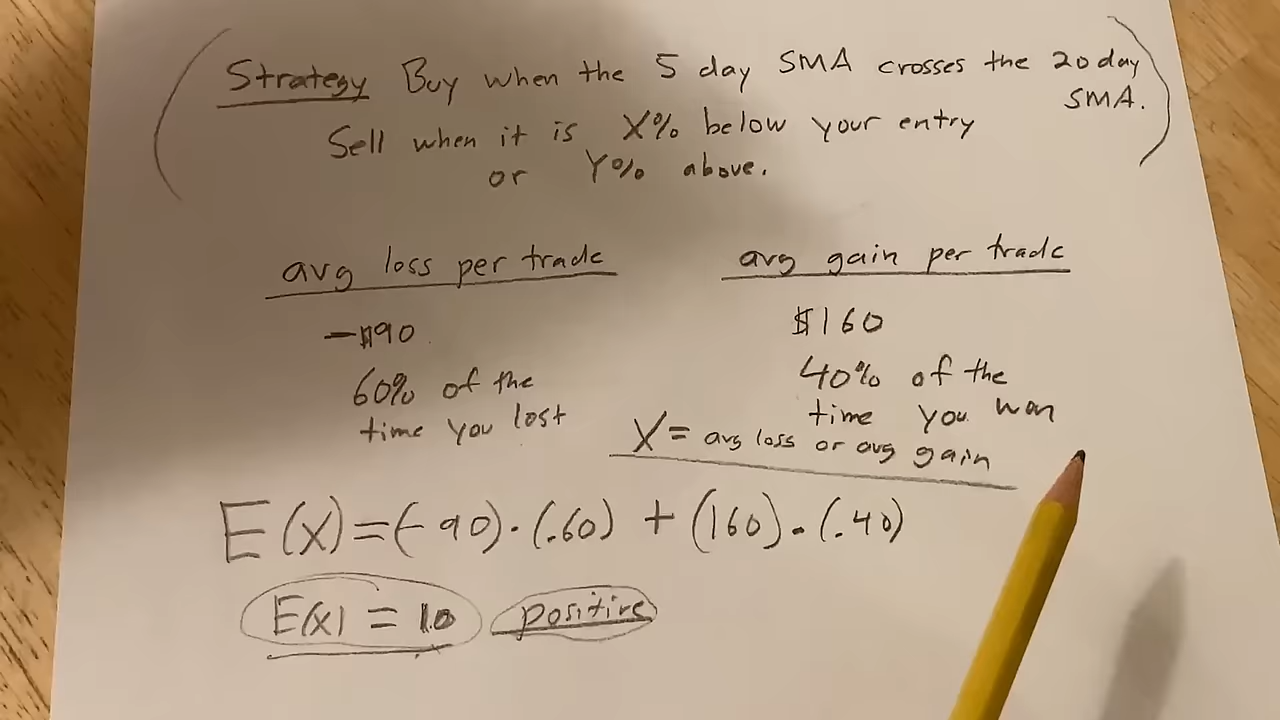 Strategy Buy when the 5 day SMA crosses the 20 day
SMA.
Sell when it is X% below your entry
or Y% above.
avg loss per trade
-$90
60% of the
time you lost
avg gain per trade
$160
40% of the
time you won
X = avg loss or avg gain
E(X)=(-90)·(.60) + (160)·(.40)
E(X) = 10 positive